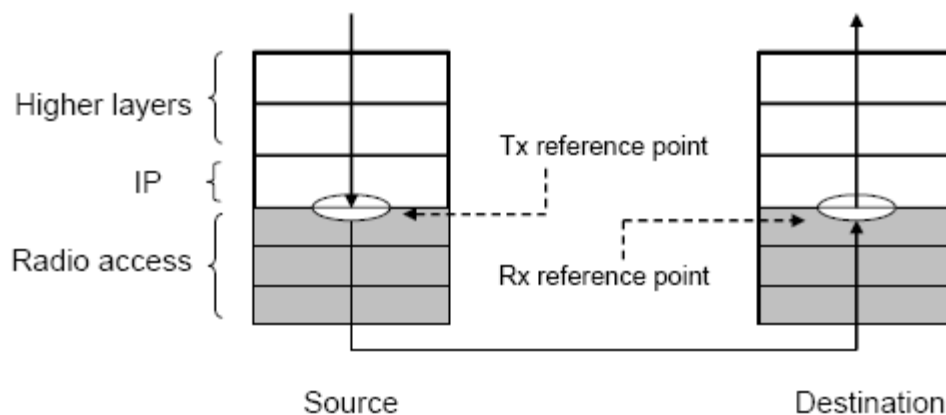 Higher layers
Tx reference point
IP
Radio access
Rx reference point
Source
Destination